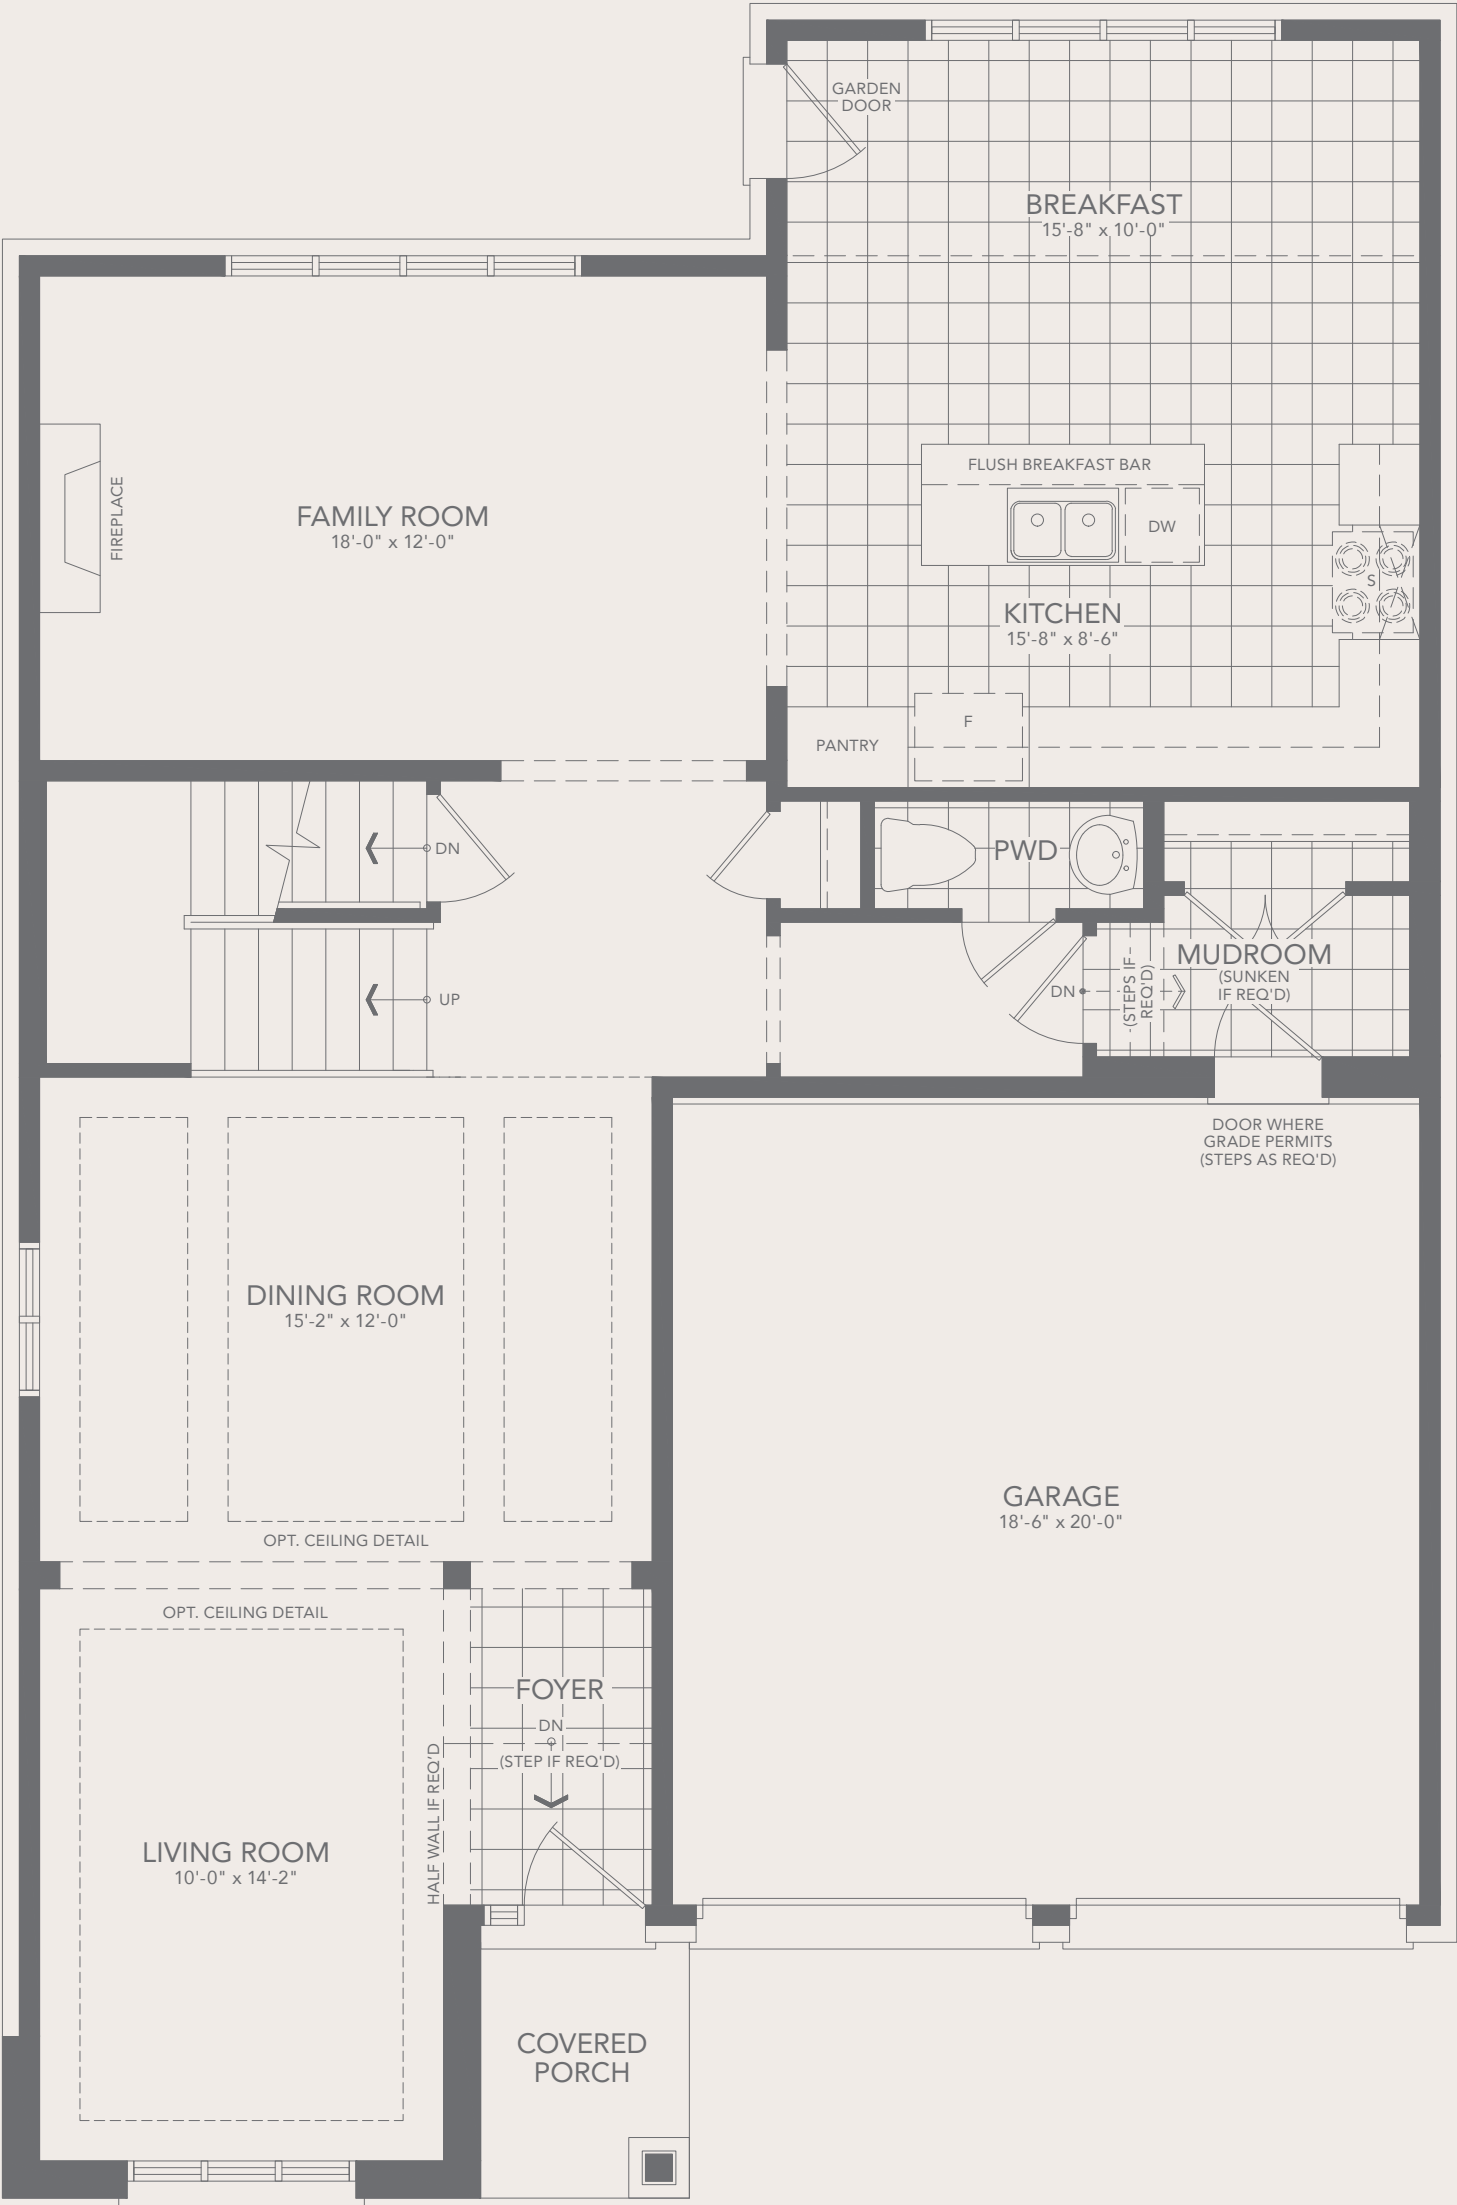 GARDEN
DOOR
BREAKFAST
15'-8" x 10'-0"
FLUSH BREAKFAST BAR
DW
FIREPLACE
FAMILY ROOM
18'-0" x 12'-0"
S
KITCHEN
15'-8" x 8'-6"
F
PANTRY
DN
PWD
MUDROOM
(SUNKEN
IF REQ'D)
UP
DN
(STEPS IF
REQ'D)
DOOR WHERE
GRADE PERMITS
(STEPS AS REQ'D)
DINING ROOM
15'-2" x 12'-0"
GARAGE
18'-6" x 20'-0"
OPT. CEILING DETAIL
OPT. CEILING DETAIL
FOYER
DN
(STEP IF REQ'D)
HALF WALL IF REQ'D
LIVING ROOM
10'-0" x 14'-2"
COVERED
PORCH